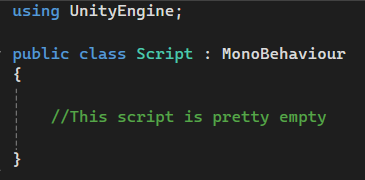 using UnityEngine;
public class Script : MonoBehaviour
{
//This script is pretty empty
}